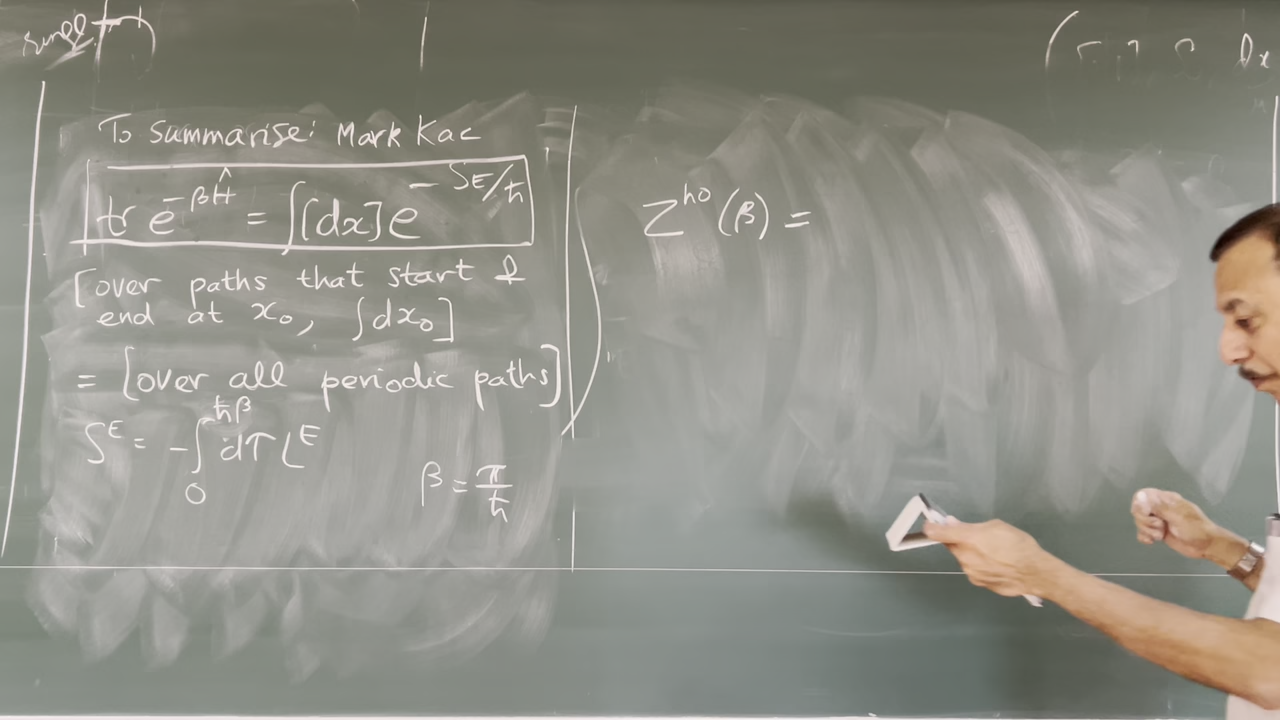 To Summarise: Mark Kac
tr e^{-βĤ} = ∫[dx]e^{-SE/ħ}
[over paths that start &
end at x₀, ∫dx₀]
= [over all periodic paths]
S^E = -∫₀^{ħβ} dτ L^E
β = π/ħ
Z^{ho}(β) =